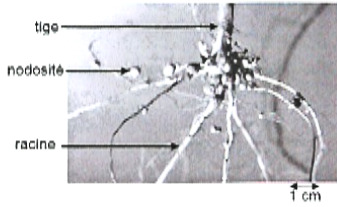 tige
nodosité
racine
1 cm